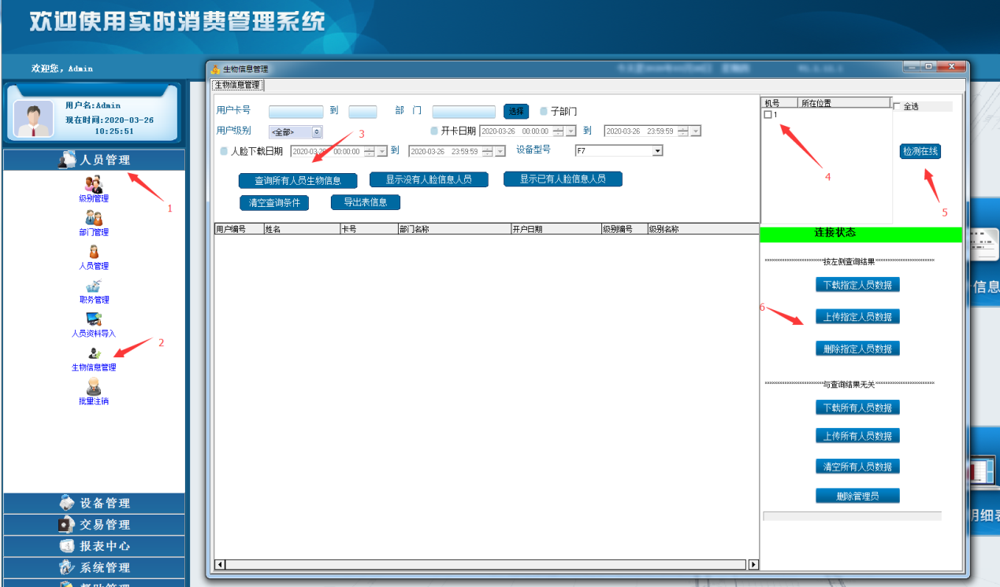 欢迎使用实时消费管理系统
欢迎您，Admin
用户名:Admin
现在时间:2020-03-26
10:25:51
人员管理
1
级别管理
部门管理
人员管理
职务管理
人员资料导入
2
生物信息管理
批量注销
设备管理
交易管理
报表中心
系统管理
生物信息管理
生物信息管理
用户卡号 到 部 门 选择 子部门
用户级别 <全部> 3 开卡日期 2020-03-26 00:00:00 到 2020-03-26 23:59:59
人脸下载日期 2020-03-26 00:00:00 到 2020-03-26 23:59:59 设备型号 F7
查询所有人员生物信息 显示没有人脸信息人员 显示已有人脸信息人员
清空查询条件 导出表信息
用户编号 姓名 卡号 部门名称 开户日期 级别编号 级别名称
机号 所在位置 全选
1
检测在线
4
5
连接状态
按左侧查询结果
下载指定人员数据
6
上传指定人员数据
删除指定人员数据
与查询结果无关
下载所有人员数据
上传所有人员数据
清空所有人员数据
删除管理员
信息
明细表